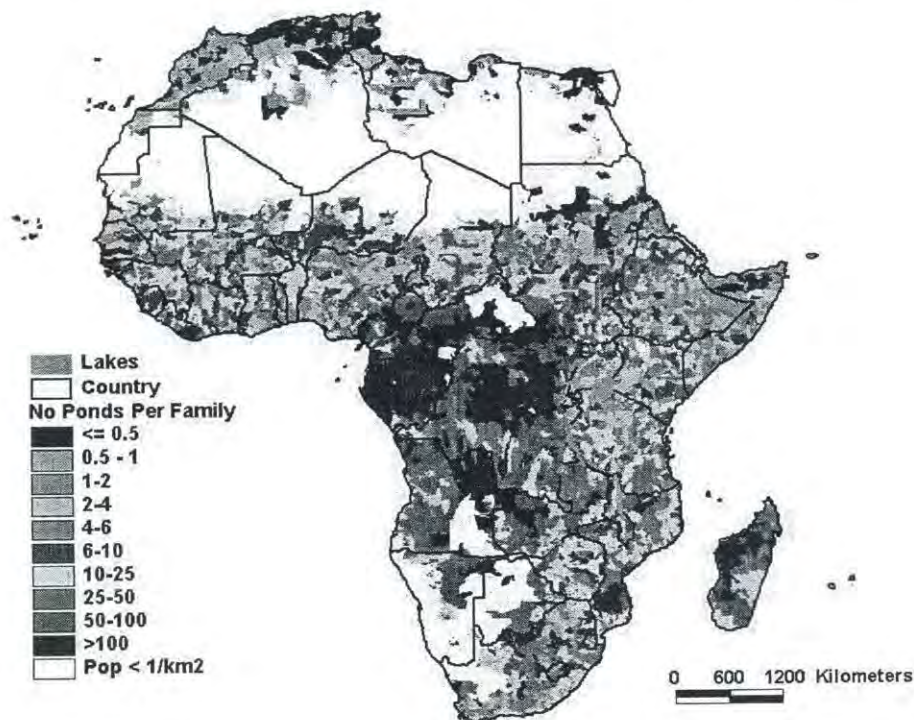 Lakes
Country
No Ponds Per Family
<= 0.5
0.5 - 1
1-2
2-4
4-6
6-10
10-25
25-50
50-100
>100
Pop < 1/km2
0 600 1200 Kilometers